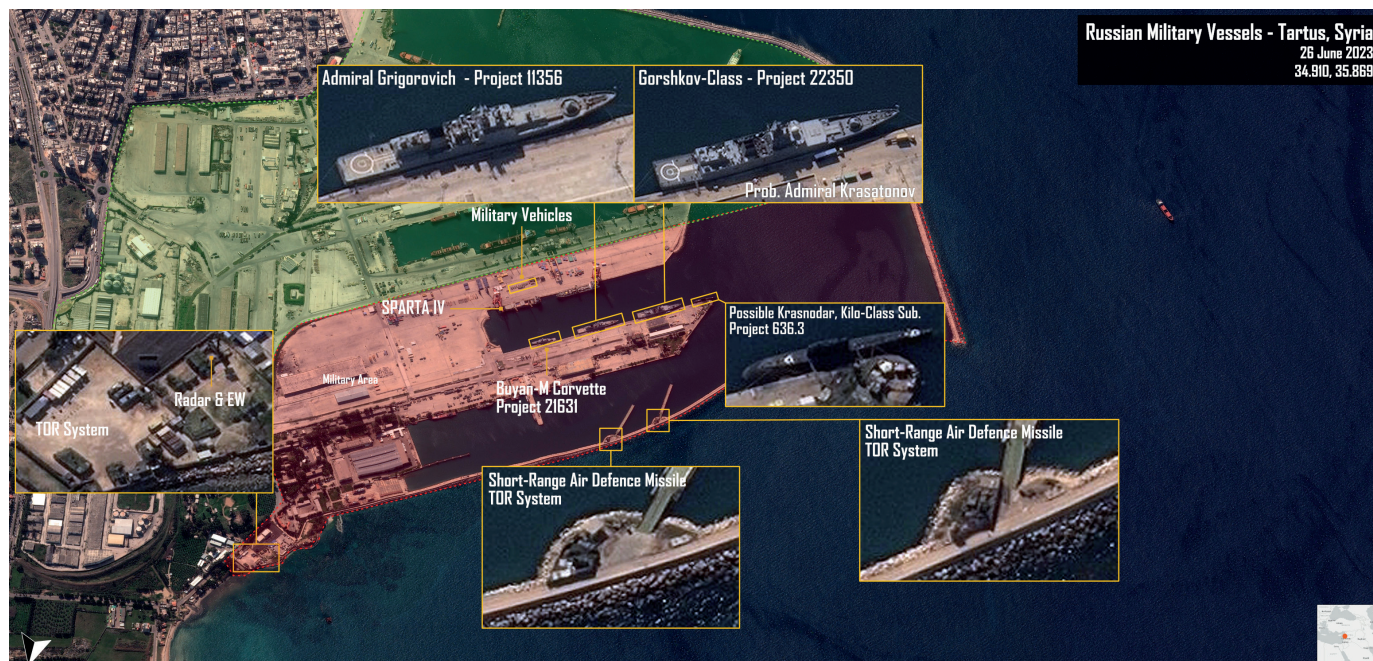 Russian Military Vessels - Tartus, Syria
26 June 2023
34.910, 35.869
Admiral Grigorovich - Project 11356
Gorshkov-Class - Project 22350
Prob. Admiral Krasatonov
Military Vehicles
SPARTA IV
Possible Krasnodar, Kilo-Class Sub.
Project 636.3
Military Area
Buyan-M Corvette
Project 21631
Radar & EW
TOR System
Short-Range Air Defence Missile
TOR System
Short-Range Air Defence Missile
TOR System